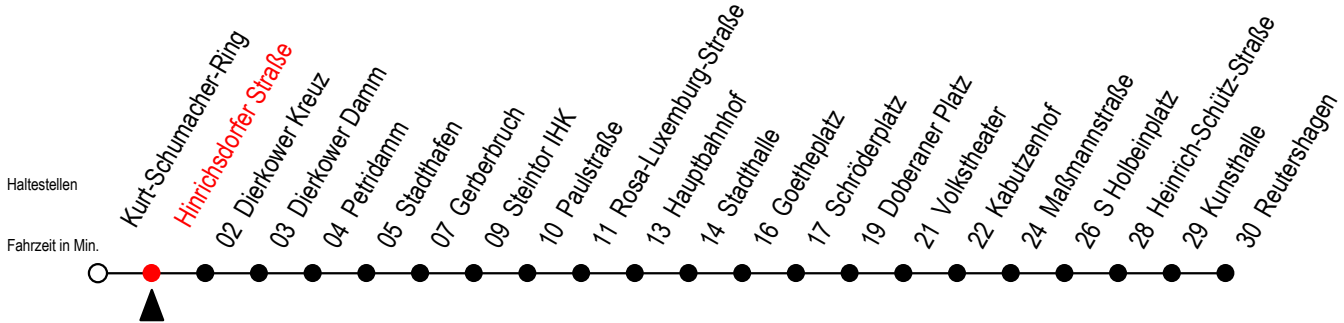 Haltestellen
Fahrzeit in Min.
Kurt-Schumacher-Ring
Hinrichsdorfer Straße
02 Dierkower Kreuz
03 Dierkower Damm
04 Petridamm
05 Stadthafen
07 Gerberbruch
09 Steintor IHK
10 Paulstraße
11 Rosa-Luxemburg-Straße
13 Hauptbahnhof
14 Stadthalle
16 Goetheplatz
17 Schröderplatz
19 Doberaner Platz
21 Volkstheater
22 Kabutzenhof
24 Maßmannstraße
26 S Holbeinplatz
28 Heinrich-Schütz-Straße
29 Kunsthalle
30 Reutershagen